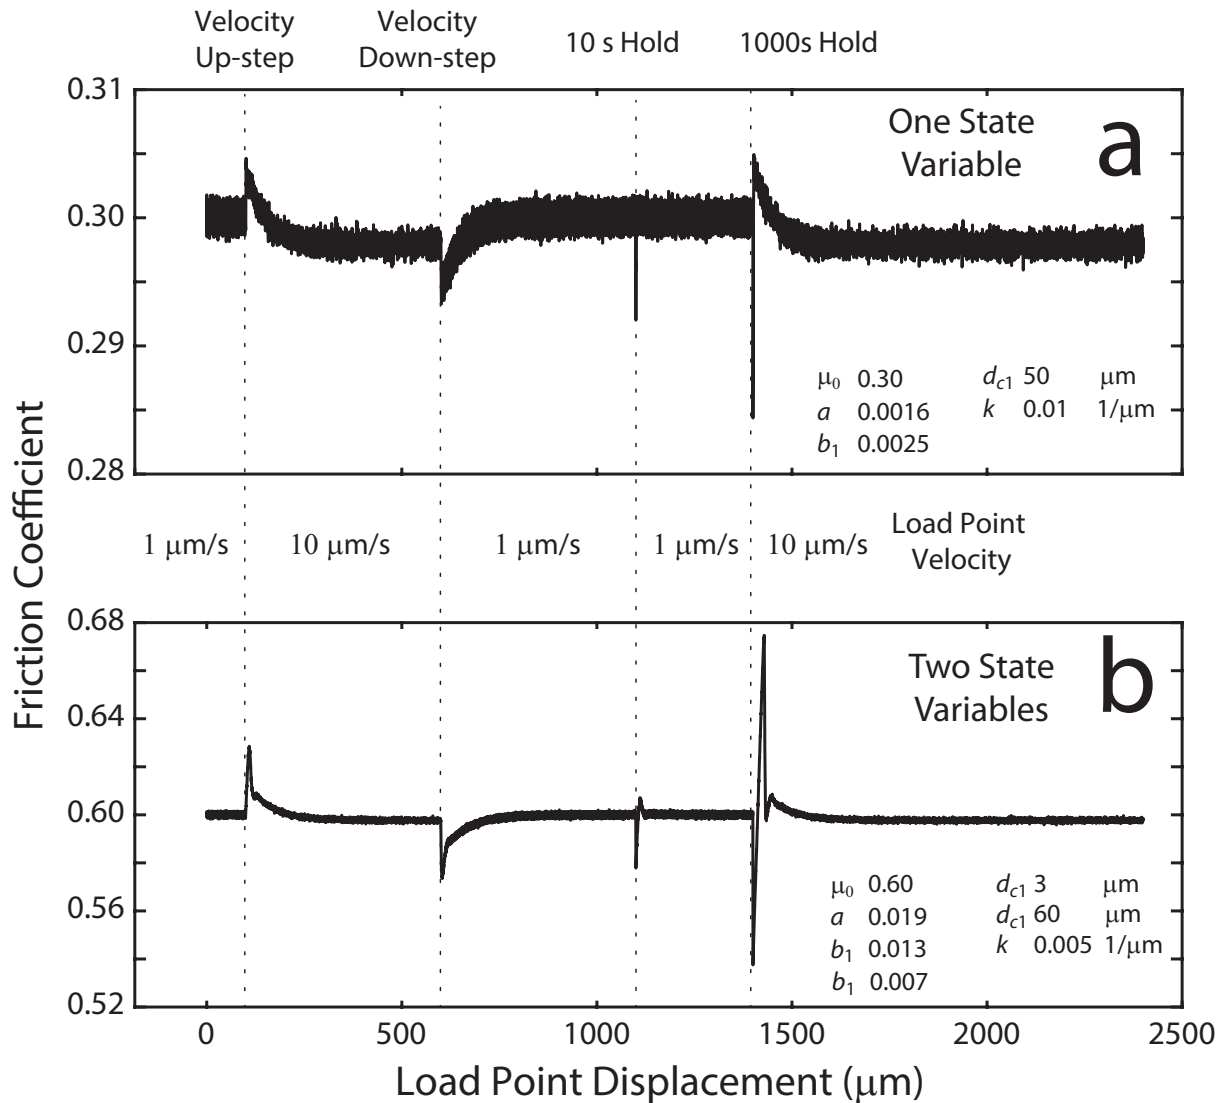 Velocity
Up-step
Velocity
Down-step
10 s Hold
1000s Hold
One State
Variable
a
0.31
0.30
0.29
0.28
μ₀ 0.30
a 0.0016
b₁ 0.0025
d_c1 50 μm
k 0.01 1/μm
Friction Coefficient
1 μm/s
10 μm/s
1 μm/s
1 μm/s
10 μm/s
Load Point
Velocity
Two State
Variables
b
0.68
0.64
0.60
0.56
0.52
μ₀ 0.60
a 0.019
b₁ 0.013
b₁ 0.007
d_c1 3 μm
d_c1 60 μm
k 0.005 1/μm
0 500 1000 1500 2000 2500
Load Point Displacement (μm)